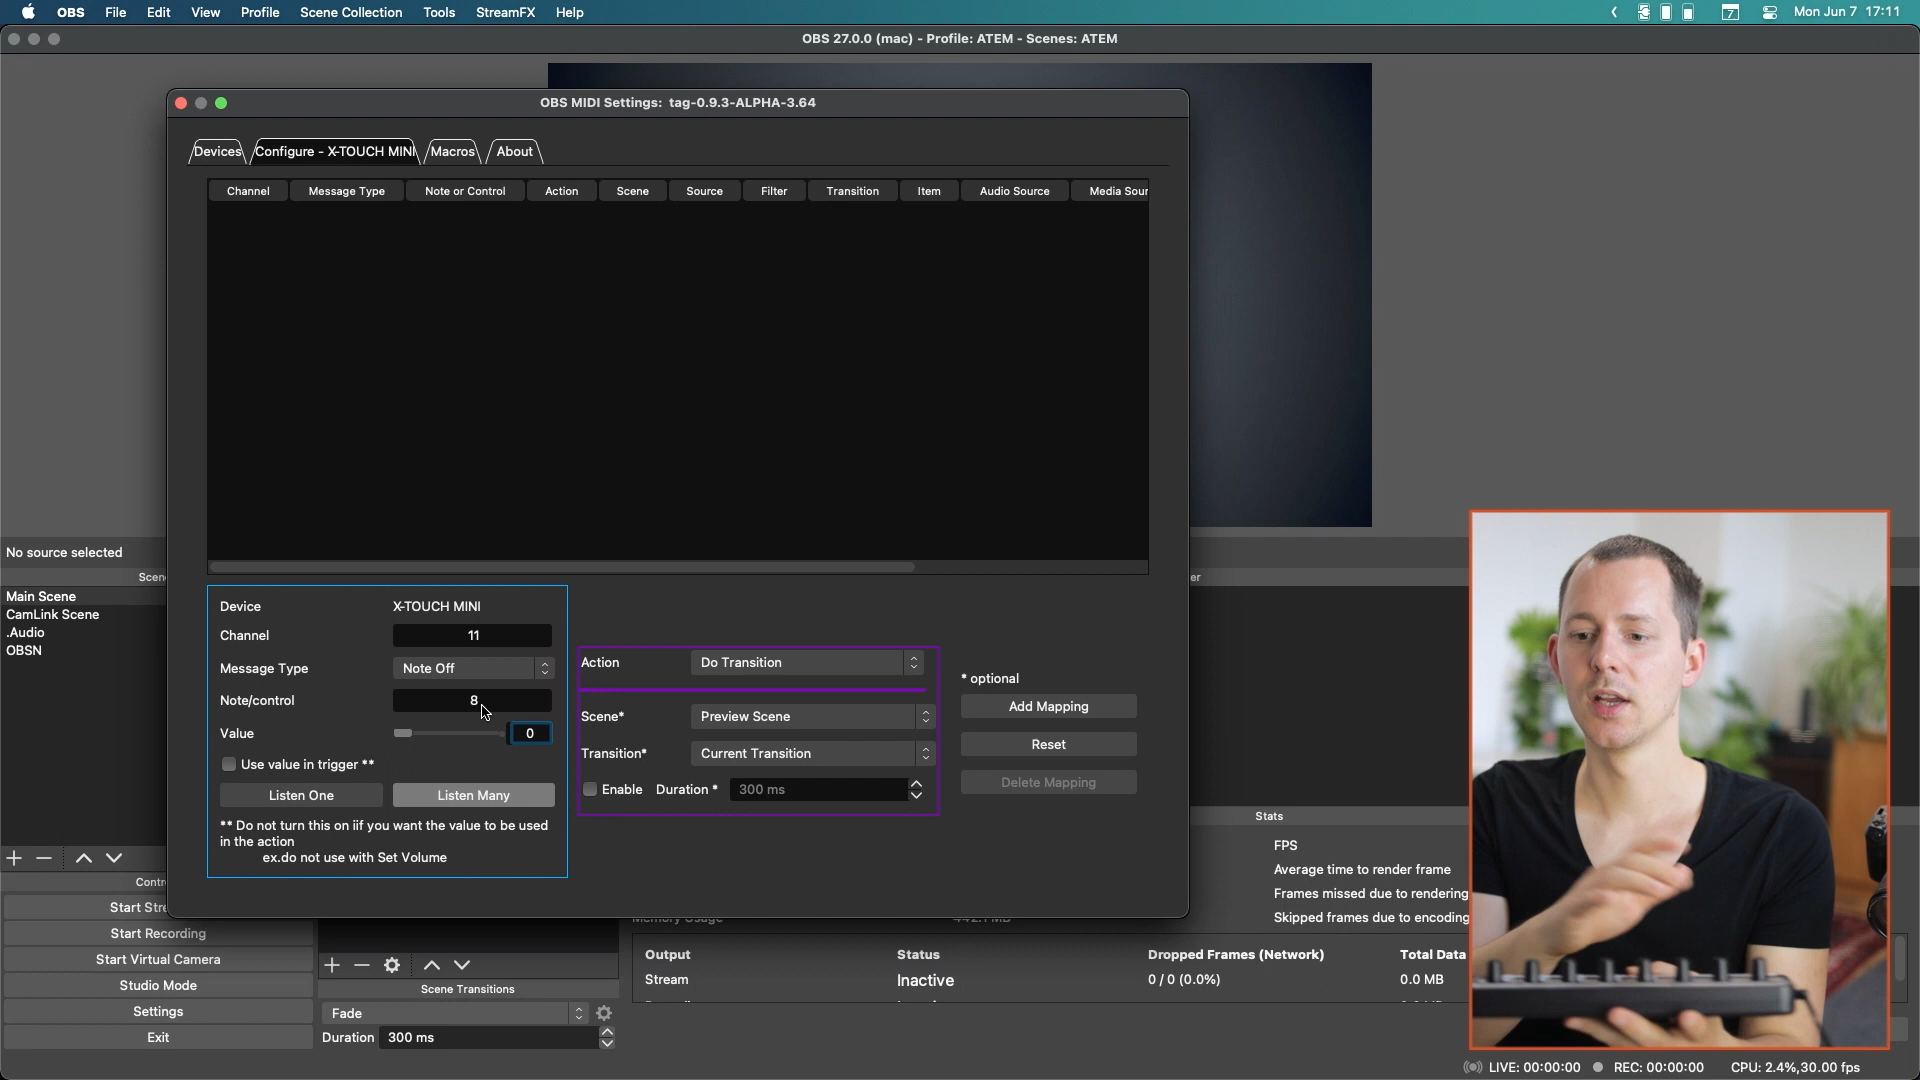 OBS File Edit View Profile Scene Collection Tools StreamFX Help
7 Mon Jun 7 17:11
OBS 27.0.0 (mac) - Profile: ATEM - Scenes: ATEM
OBS MIDI Settings: tag-0.9.3-ALPHA-3.64
Devices Configure - X-TOUCH MINI Macros About
Channel Message Type Note or Control Action Scene Source Filter Transition Item Audio Source Media Sour
No source selected
Scen
er
Main Scene
CamLink Scene
.Audio
OBSN
Device X-TOUCH MINI
Channel 11
Message Type Note Off
Note/control 8
Value 0
Use value in trigger **
Listen One Listen Many
** Do not turn this on iif you want the value to be used
in the action
ex.do not use with Set Volume
Action Do Transition
Scene* Preview Scene
Transition* Current Transition
Enable Duration * 300 ms
* optional
Add Mapping
Reset
Delete Mapping
Stats
FPS
Average time to render frame
Frames missed due to rendering
Skipped frames due to encoding
Contr
Start Stre
Start Recording
Start Virtual Camera
Studio Mode
Settings
Exit
Scene Transitions
Fade
Duration 300 ms
Output Status Dropped Frames (Network) Total Data
Stream Inactive 0 / 0 (0.0%) 0.0 MB
LIVE: 00:00:00 REC: 00:00:00 CPU: 2.4%,30.00 fps